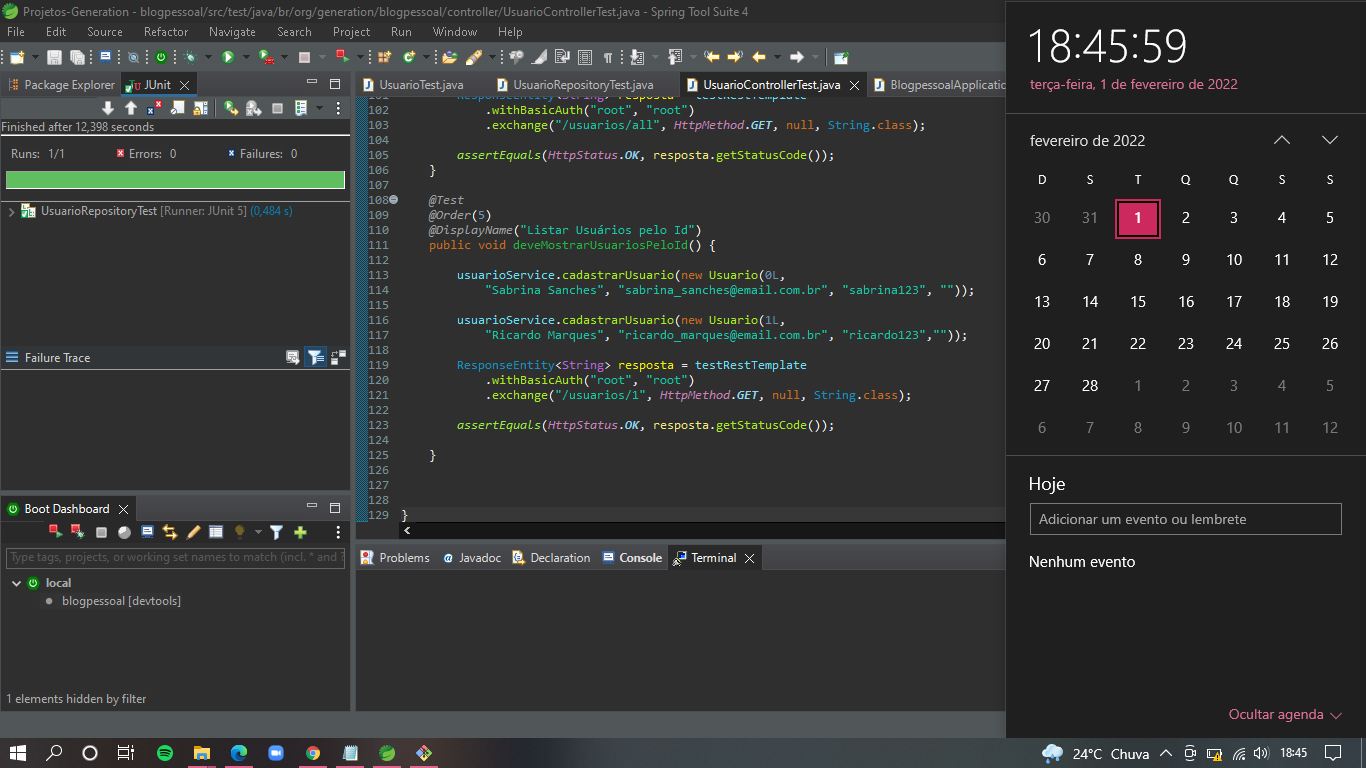 Projetos-Generation - blogpessoal/src/test/java/br/org/generation/blogpessoal/controller/UsuarioControllerTest.java - Spring Tool Suite 4
File Edit Source Refactor Navigate Search Project Run Window Help
Package Explorer JUnit
Finished after 12,398 seconds
Runs: 1/1 Errors: 0 Failures: 0
UsuarioRepositoryTest [Runner: JUnit 5] (0,484 s)
Failure Trace
Boot Dashboard
Type tags, projects, or working set names to match (incl. * and ?
local
blogpessoal [devtools]
1 elements hidden by filter
UsuarioTest.java UsuarioRepositoryTest.java UsuarioControllerTest.java BlogpessoalApplicatio
101 ResponseEntity<String> resposta = testRestTemplate
102 .withBasicAuth("root", "root")
103 .exchange("/usuarios/all", HttpMethod.GET, null, String.class);
104
105 assertEquals(HttpStatus.OK, resposta.getStatusCode());
106 }
107
108 @Test
109 @Order(5)
110 @DisplayName("Listar Usuários pelo Id")
111 public void deveMostrarUsuariosPeloId() {
112
113 usuarioService.cadastrarUsuario(new Usuario(0L,
114 "Sabrina Sanches", "sabrina_sanches@email.com.br", "sabrina123", ""));
115
116 usuarioService.cadastrarUsuario(new Usuario(1L,
117 "Ricardo Marques", "ricardo_marques@email.com.br", "ricardo123",""));
118
119 ResponseEntity<String> resposta = testRestTemplate
120 .withBasicAuth("root", "root")
121 .exchange("/usuarios/1", HttpMethod.GET, null, String.class);
122
123 assertEquals(HttpStatus.OK, resposta.getStatusCode());
124
125 }
126
127
128
129 }
Problems Javadoc Declaration Console Terminal
18:45:59
terça-feira, 1 de fevereiro de 2022
fevereiro de 2022
D S T Q Q S S
30 31 1 2 3 4 5
6 7 8 9 10 11 12
13 14 15 16 17 18 19
20 21 22 23 24 25 26
27 28 1 2 3 4 5
6 7 8 9 10 11 12
Hoje
Adicionar um evento ou lembrete
Nenhum evento
Ocultar agenda
24°C Chuva 18:45